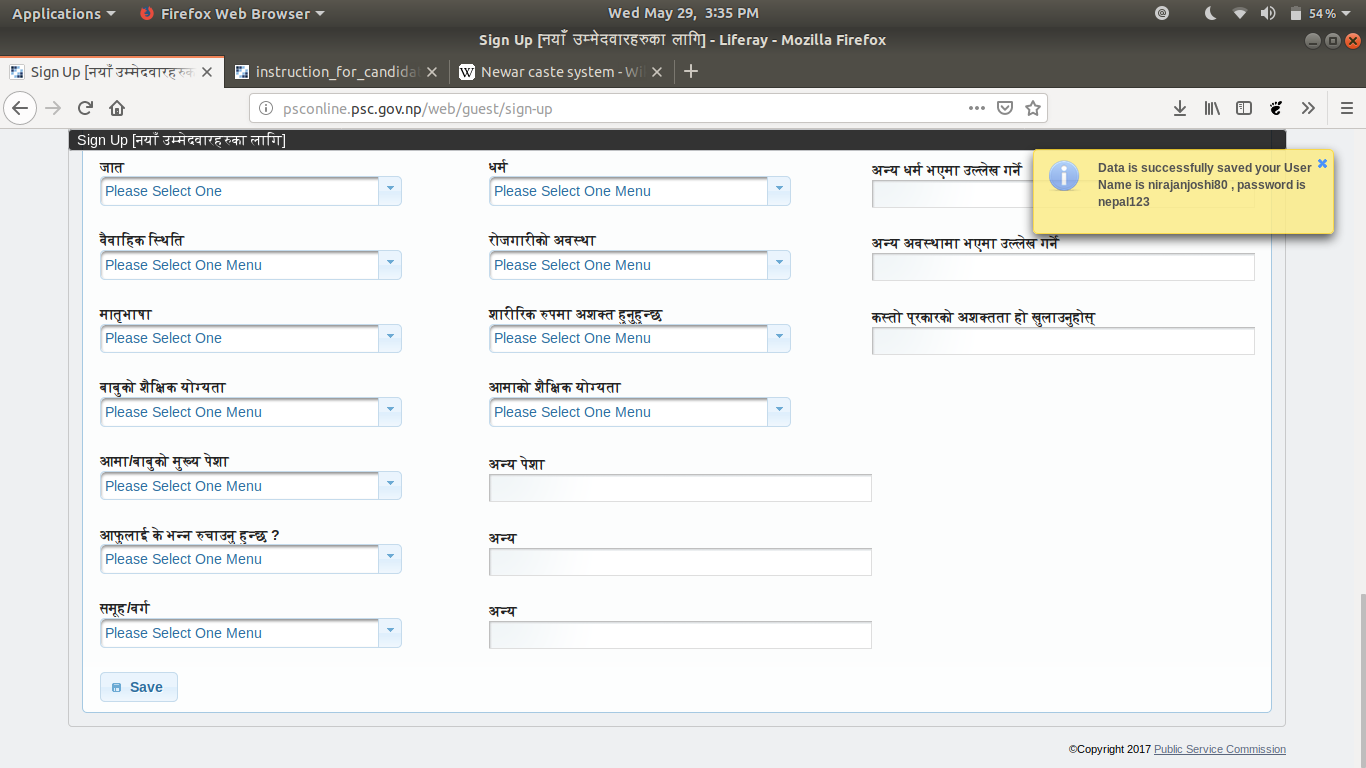 Applications
Firefox Web Browser
Wed May 29, 3:35 PM
54%
Sign Up [नयाँ उम्मेदवारहरुका लागि] - Liferay - Mozilla Firefox
Sign Up [नयाँ उम्मेदवारहरुक
instruction_for_candida
Newar caste system - Wi
psconline.psc.gov.np/web/guest/sign-up
Sign Up [नयाँ उम्मेदवारहरुका लागि]
जात
धर्म
अन्य धर्म भएमा उल्लेख गर्ने
Please Select One
Please Select One Menu
Data is successfully saved your User
Name is nirajanjoshi80 , password is
nepal123
वैवाहिक स्थिति
रोजगारीको अवस्था
अन्य अवस्थामा भएमा उल्लेख गर्ने
Please Select One Menu
Please Select One Menu
मातृभाषा
शारीरिक रुपमा अशक्त हुनुहुन्छ
कस्तो प्रकारको अशक्तता हो खुलाउनुहोस्
Please Select One
Please Select One Menu
बाबुको शैक्षिक योग्यता
आमाको शैक्षिक योग्यता
Please Select One Menu
Please Select One Menu
आमा/बाबुको मुख्य पेशा
अन्य पेशा
Please Select One Menu
आफुलाई के भन्न रुचाउनु हुन्छ ?
अन्य
Please Select One Menu
समूह/वर्ग
अन्य
Please Select One Menu
Save
©Copyright 2017 Public Service Commission